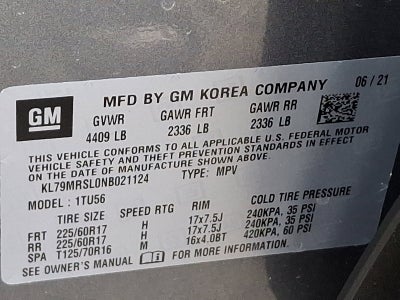 GM
MFD BY GM KOREA COMPANY 06/21
GVWR GAWR FRT GAWR RR
4409 LB 2336 LB 2336 LB
THIS VEHICLE CONFORMS TO ALL APPLICABLE U.S. FEDERAL MOTOR
VEHICLE SAFETY AND THEFT PREVENTION STANDARDS IN EFFECT
ON THE DATE OF MANUFACTURE SHOWN ABOVE.
KL79MRSL0NB021124 TYPE: MPV
MODEL: 1TU56
TIRE SIZE SPEED RTG RIM COLD TIRE PRESSURE
FRT 225/60R17 H 17x7.5J 240KPA, 35 PSI
RR 225/60R17 H 17x7.5J 240KPA, 35 PSI
SPA T125/70R16 M 16x4.0BT 420KPA, 60 PSI
SEE OWNER'S MANUAL FOR MORE INFORMATION.